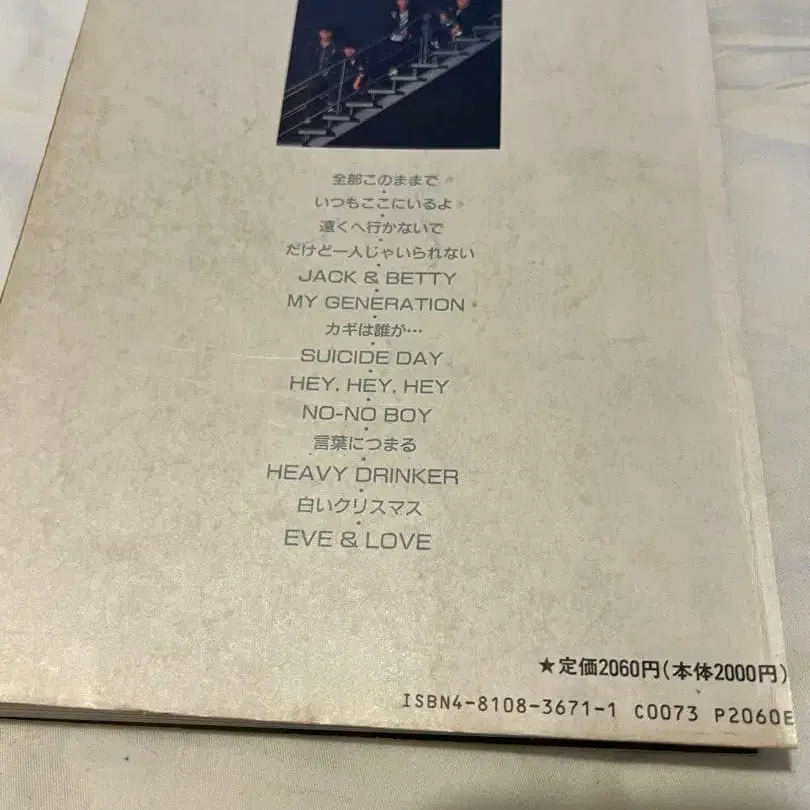 全部このままで
いつもここにいるよ
遠くへ行かないで
だけど一人じゃいられない
JACK & BETTY
MY GENERATION
カギは誰が…
SUICIDE DAY
HEY, HEY, HEY
NO-NO BOY
言葉につまる
HEAVY DRINKER
白いクリスマス
EVE & LOVE
★定価2060円(本体2000円)
ISBN4-8108-3671-1 C0073 P2060E